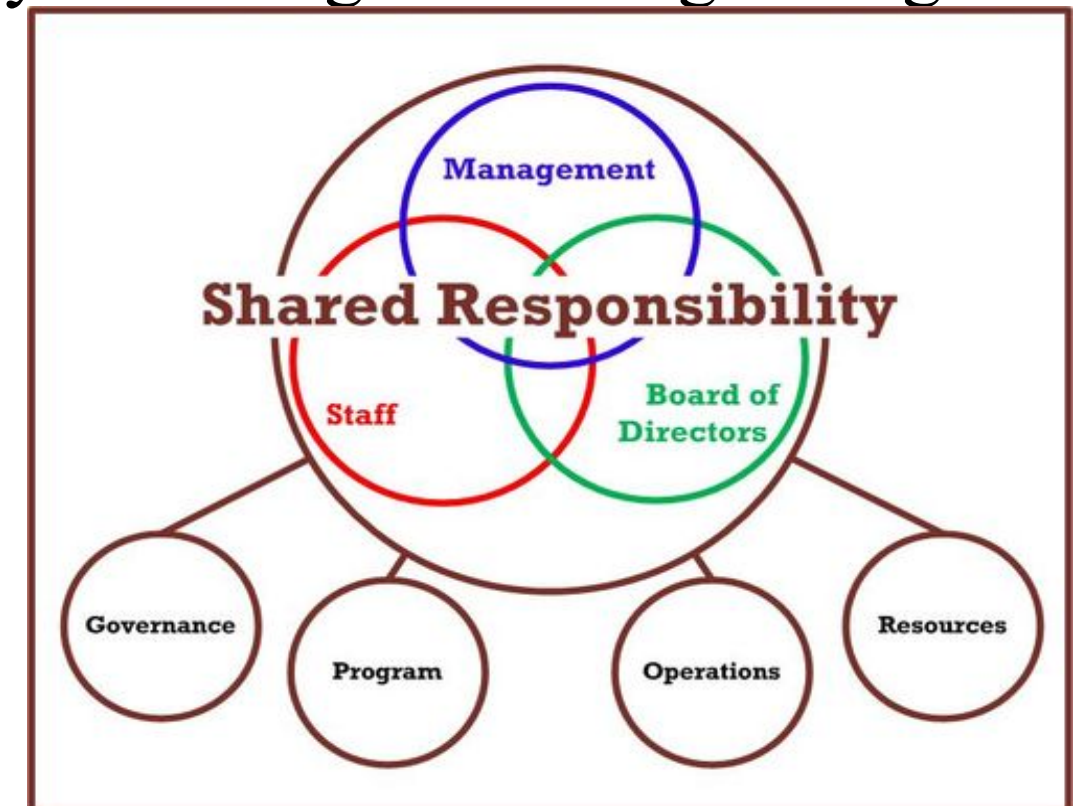 Management
Shared Responsibility
Staff
Board of
Directors
Governance
Program
Operations
Resources